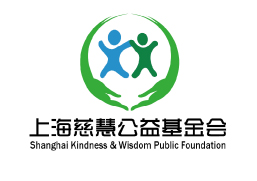 上海慈慧公益基金会
Shanghai Kindness & Wisdom Public Foundation